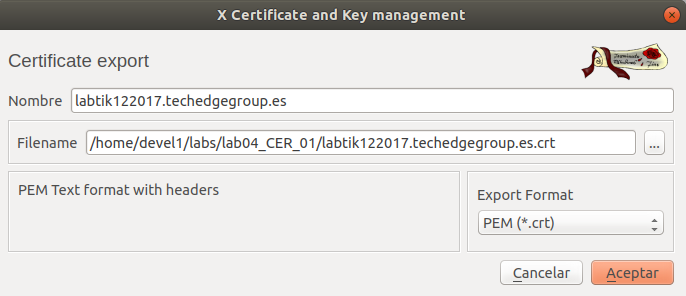 X Certificate and Key management
Certificate export
Nombre labtik122017.techedgegroup.es
Filename /home/devel1/labs/lab04_CER_01/labtik122017.techedgegroup.es.crt ...
PEM Text format with headers
Export Format
PEM (*.crt)
Cancelar Aceptar